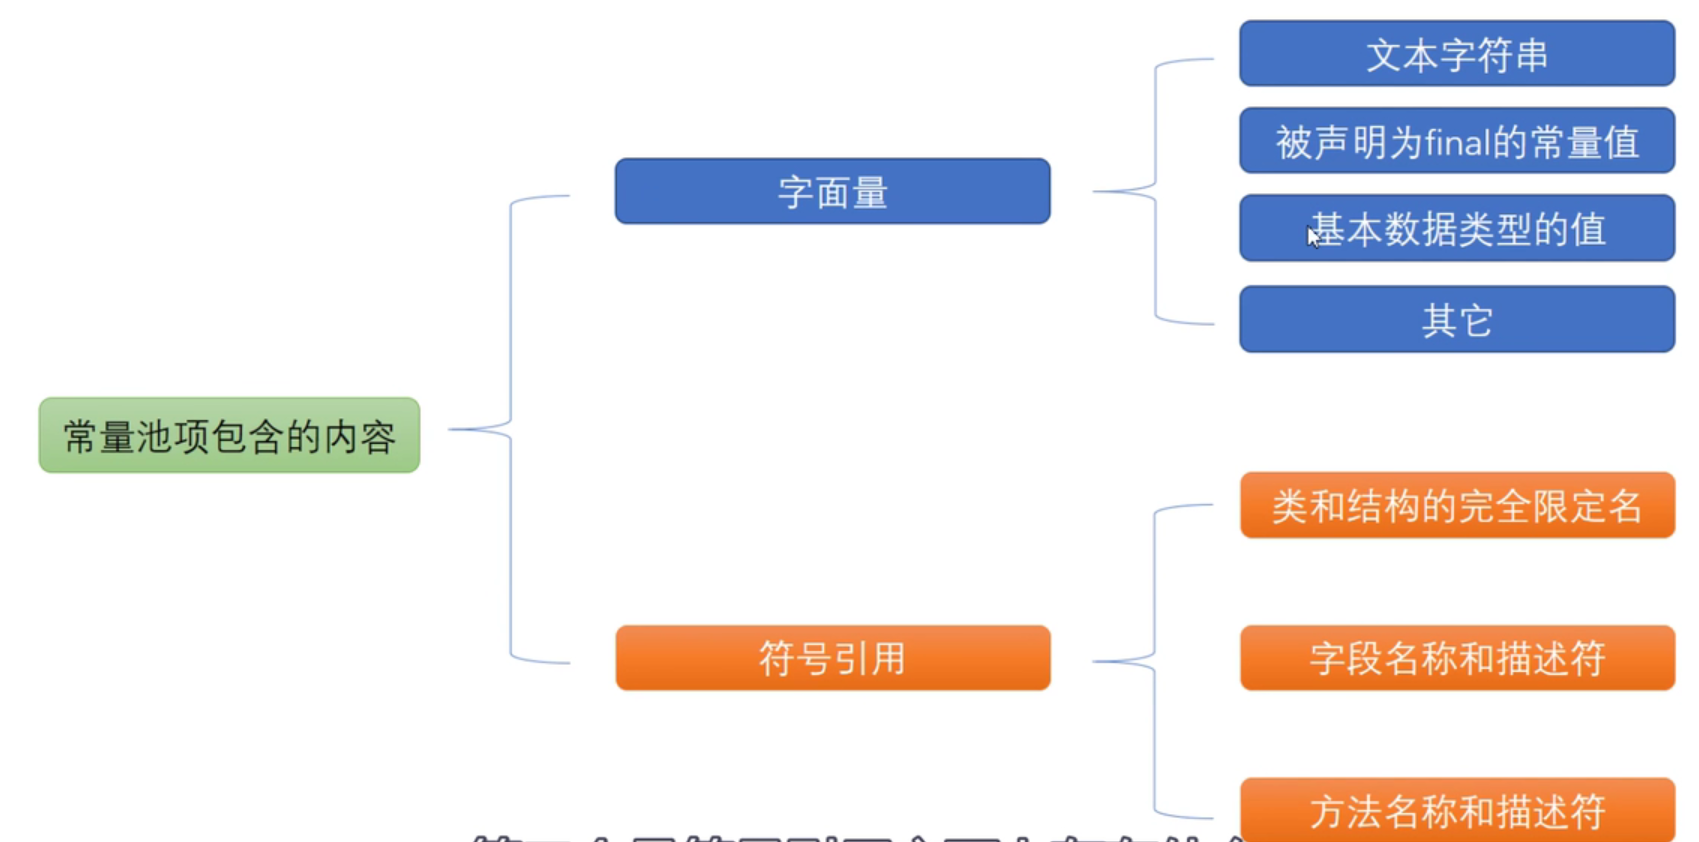 常量池项包含的内容
字面量
文本字符串
被声明为final的常量值
基本数据类型的值
其它
符号引用
类和结构的完全限定名
字段名称和描述符
方法名称和描述符